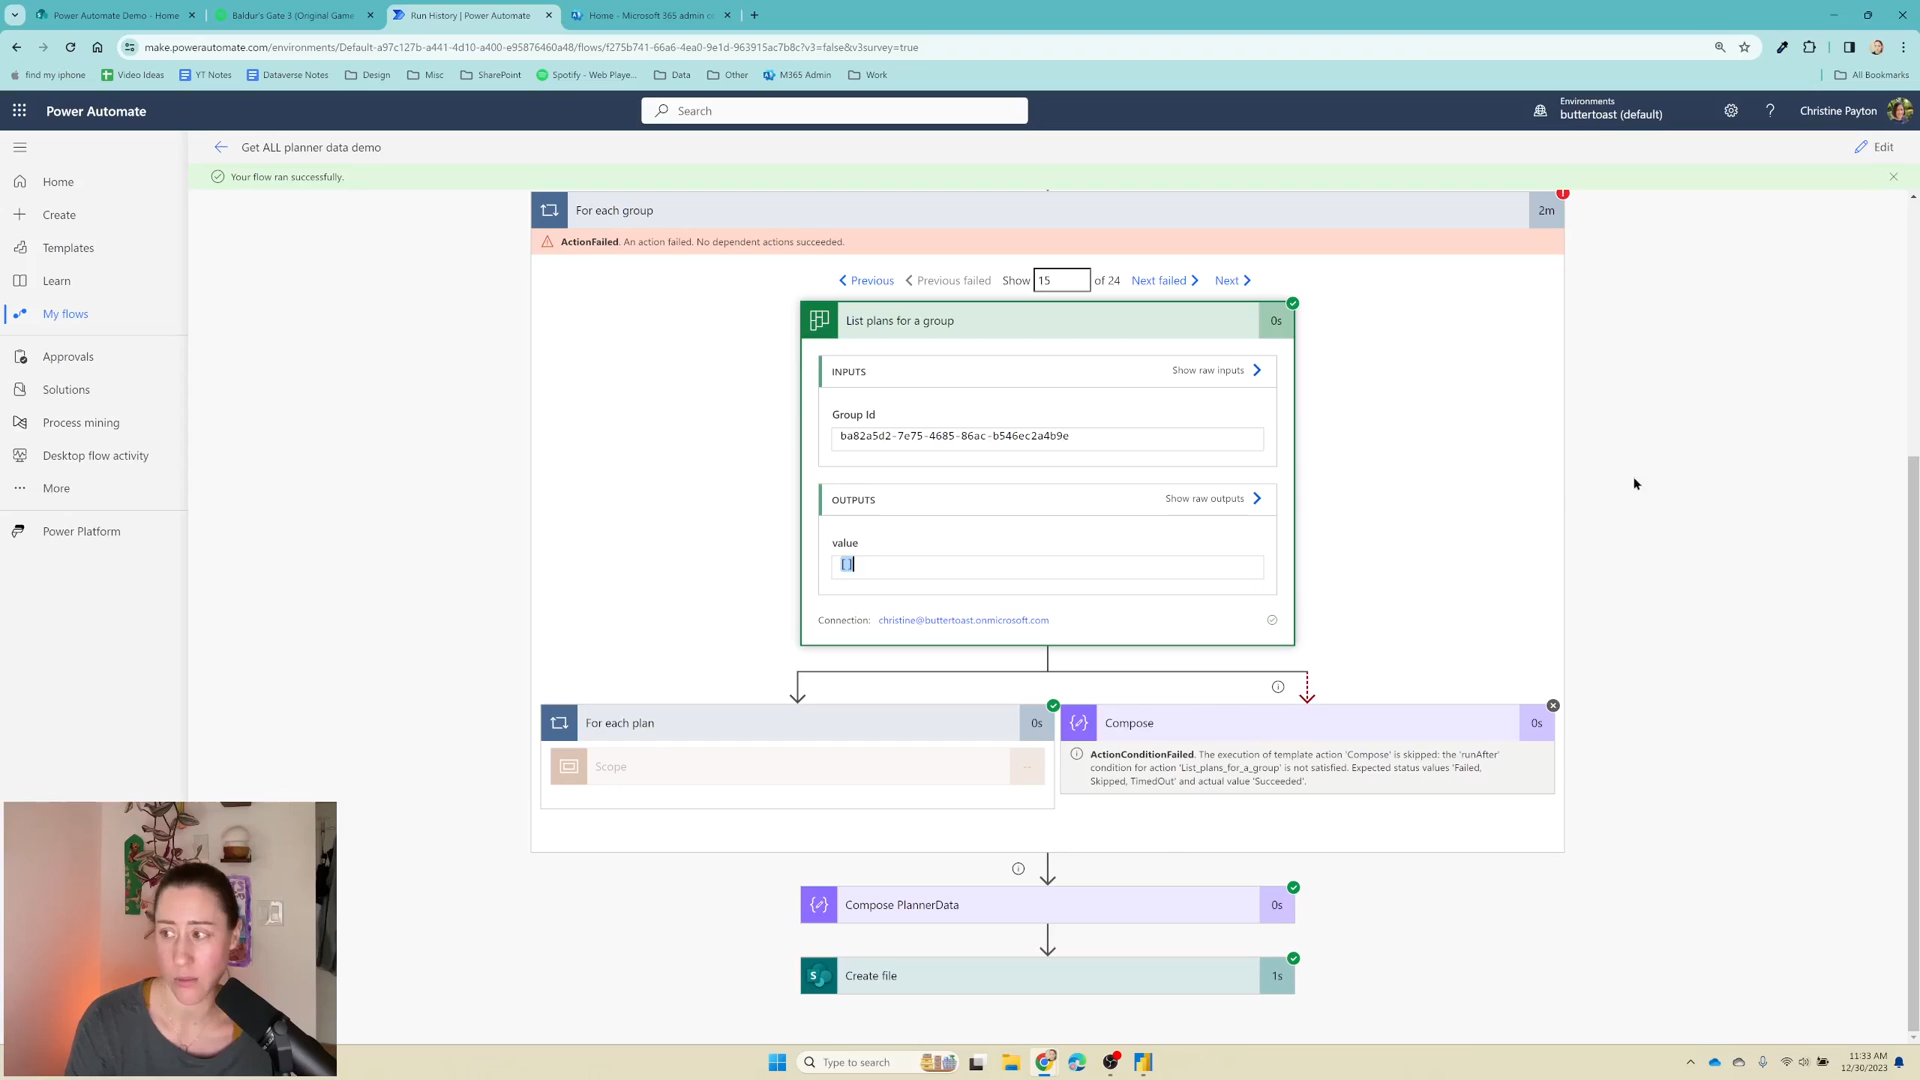 Power Automate Demo - Home
Baldur's Gate 3 (Original Game
Run History | Power Automate
Home - Microsoft 365 admin c
make.powerautomate.com/environments/Default-a97c127b-a441-4d10-a400-e95876460a48/flows/f275b741-66a6-4ea0-9e1d-963915ac7b8c?v3=false&v3survey=true
find my iphone
Video Ideas
YT Notes
Dataverse Notes
Design
Misc
SharePoint
Spotify - Web Playe...
Data
Other
M365 Admin
Work
All Bookmarks
Power Automate
Search
Environments
buttertoast (default)
Christine Payton
Get ALL planner data demo
Edit
Your flow ran successfully.
Home
Create
Templates
Learn
My flows
Approvals
Solutions
Process mining
Desktop flow activity
More
Power Platform
For each group
2m
ActionFailed. An action failed. No dependent actions succeeded.
Previous Previous failed Show 15 of 24 Next failed Next
List plans for a group
0s
INPUTS
Show raw inputs
Group Id
ba82a5d2-7e75-4685-86ac-b546ec2a4b9e
OUTPUTS
Show raw outputs
value
[]
Connection: christine@buttertoast.onmicrosoft.com
For each plan
0s
Scope
--
Compose
0s
ActionConditionFailed. The execution of template action 'Compose' is skipped: the 'runAfter'
condition for action 'List_plans_for_a_group' is not satisfied. Expected status values 'Failed,
Skipped, TimedOut' and actual value 'Succeeded'.
Compose PlannerData
0s
Create file
1s
Type to search
11:33 AM
12/30/2023